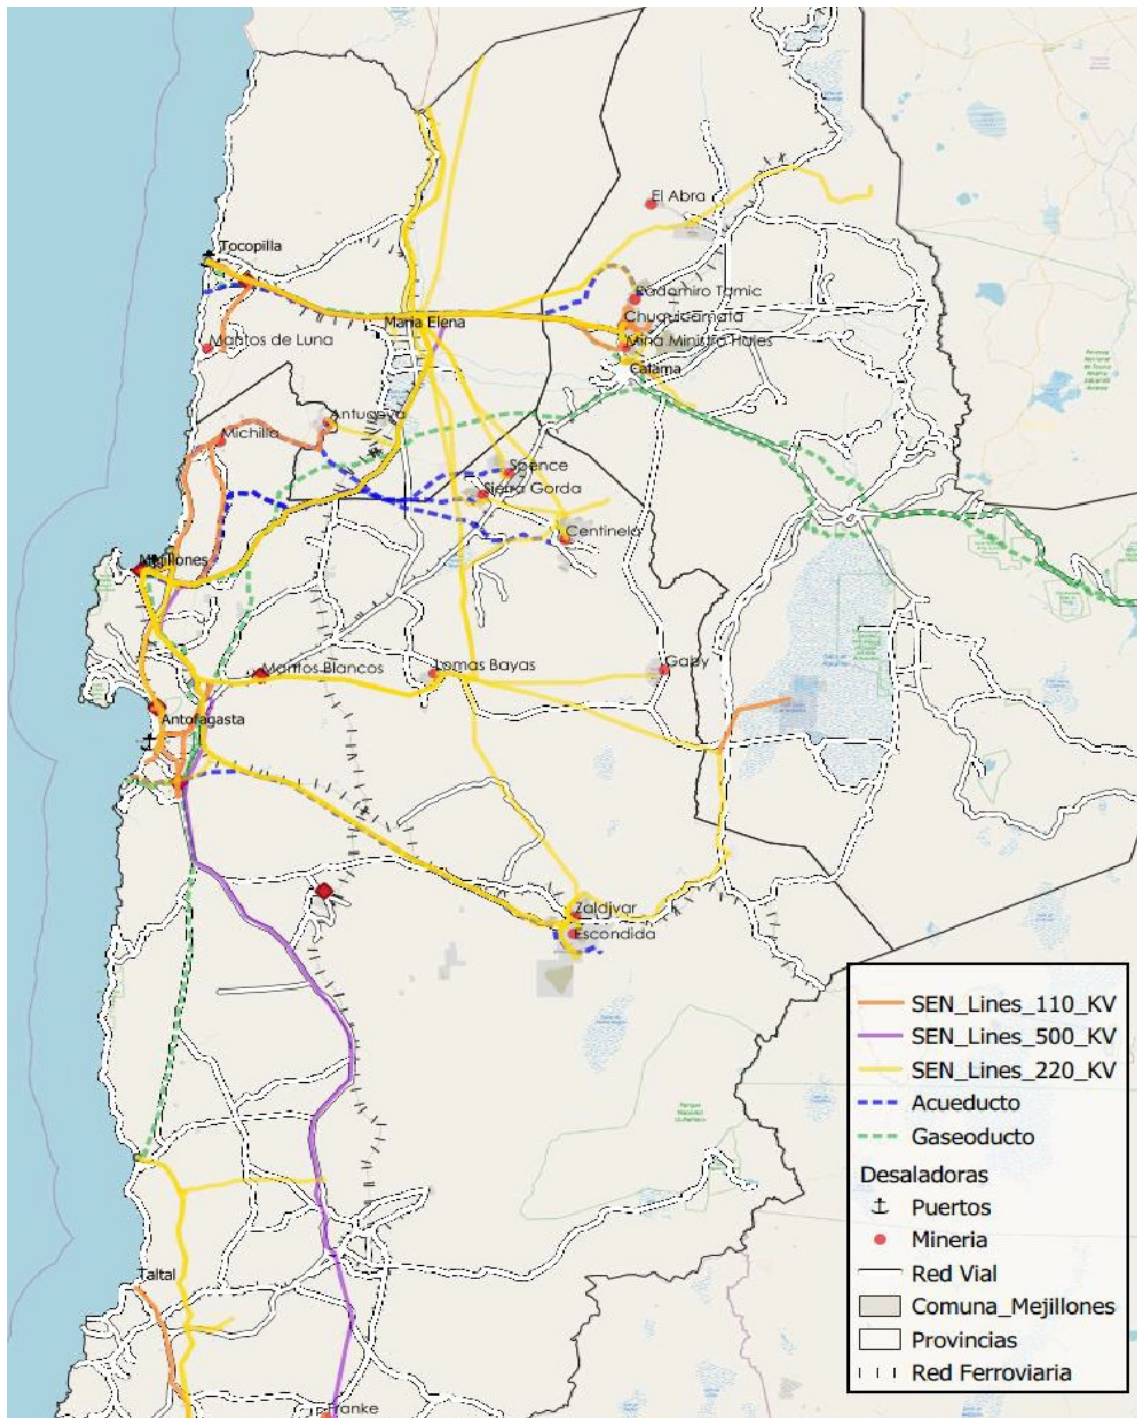 El Abra
Tocopilla
Radomiro Tomic
Chuquicamata
Maria Elena
Mantos de Luna
Mina Ministro Hales
Calama
Antucoya
Michilla
Spence
Sierra Gorda
Centinela
Mejillones
Mantos Blancos
Lomas Bayas
Gaby
Antofagasta
Zaldivar
Escondida
SEN_Lines_110_KV
SEN_Lines_500_KV
SEN_Lines_220_KV
Acueducto
Gaseoducto
Desaladoras
Puertos
Mineria
Red Vial
Comuna_Mejillones
Provincias
Red Ferroviaria
Taltal
Franke